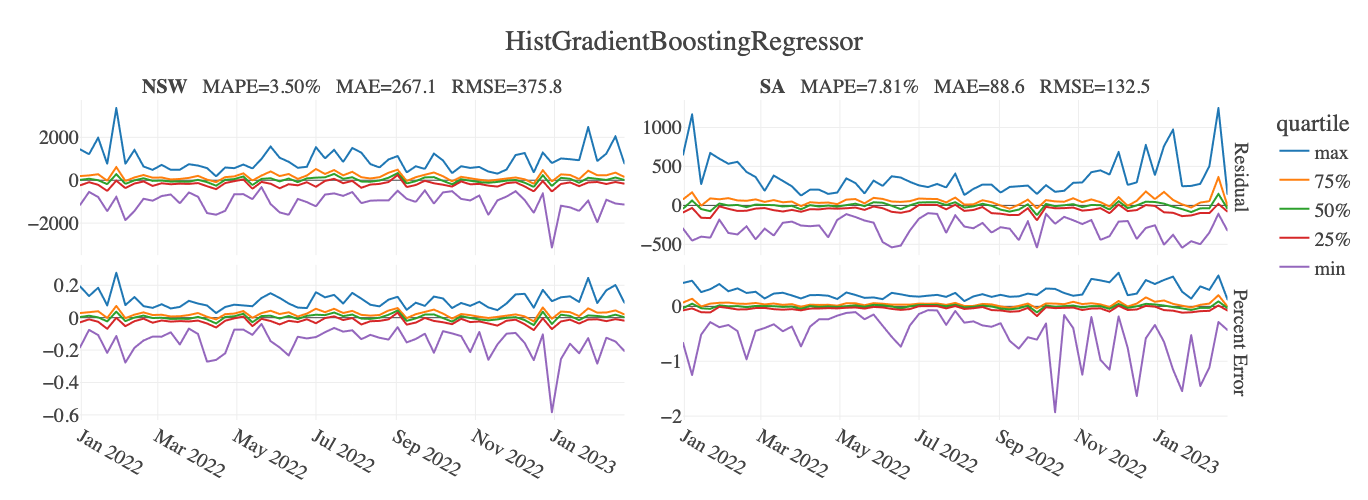 HistGradientBoostingRegressor
NSW MAPE=3.50% MAE=267.1 RMSE=375.8
SA MAPE=7.81% MAE=88.6 RMSE=132.5
2000
0
−2000
1000
500
0
−500
Residual
0.2
0
−0.2
−0.4
−0.6
0
−1
−2
Percent Error
Jan 2022
Mar 2022
May 2022
Jul 2022
Sep 2022
Nov 2022
Jan 2023
Jan 2022
Mar 2022
May 2022
Jul 2022
Sep 2022
Nov 2022
Jan 2023
quartile
max
75%
50%
25%
min